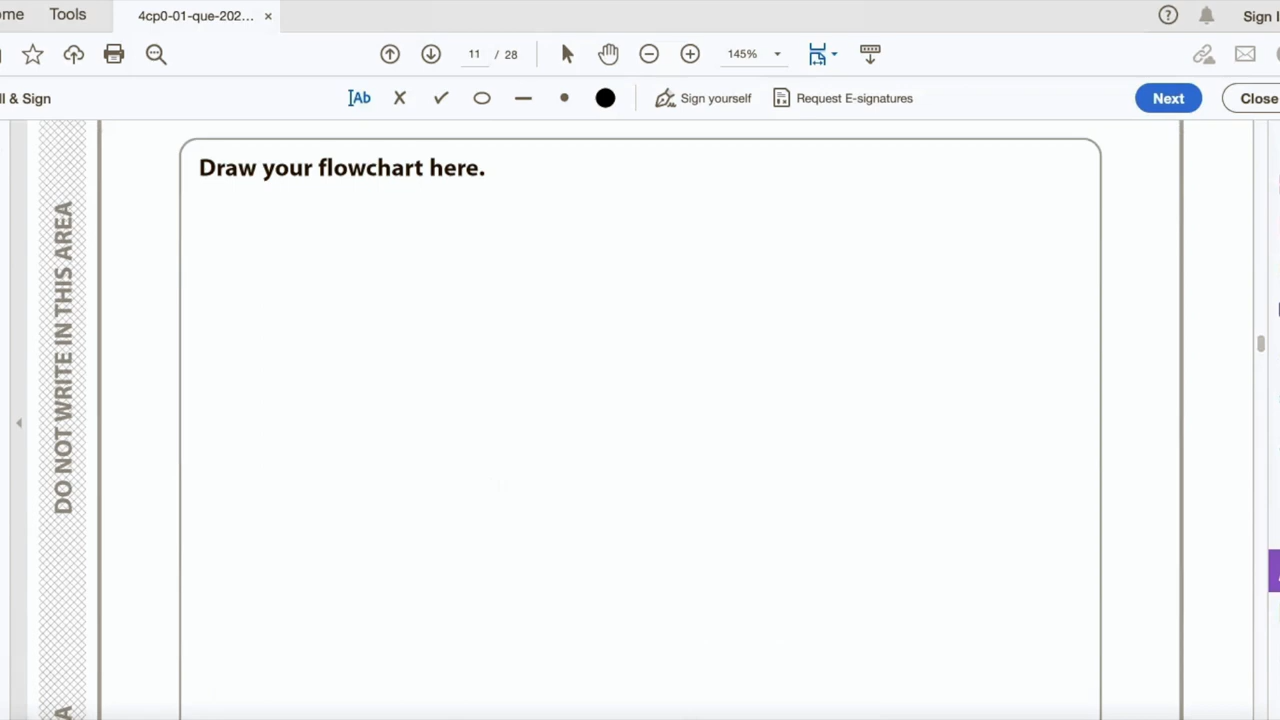 ome
Tools
4cp0-01-que-202... ×
Sign I
11 / 28
145%
ll & Sign
Ab
Sign yourself
Request E-signatures
Next
Close
DO NOT WRITE IN THIS AREA
Draw your flowchart here.
A